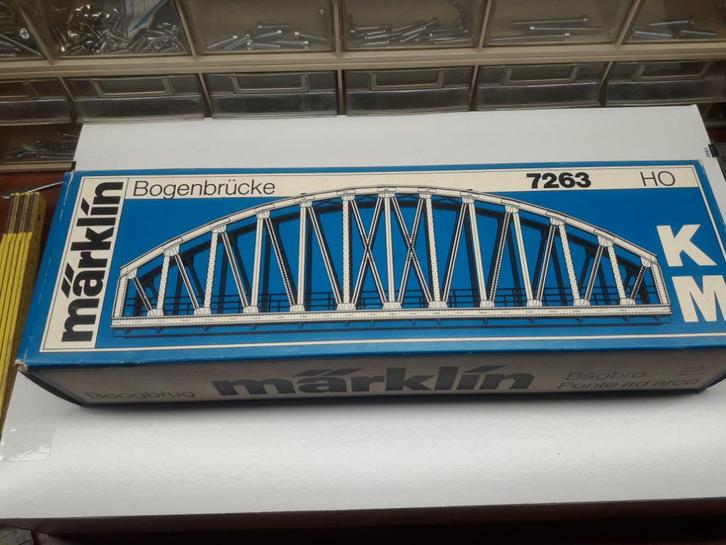 märklin
Bogenbrücke
7263
HO
K
M
Boogbrug
märklin
Bågbro
Ponte ad arco